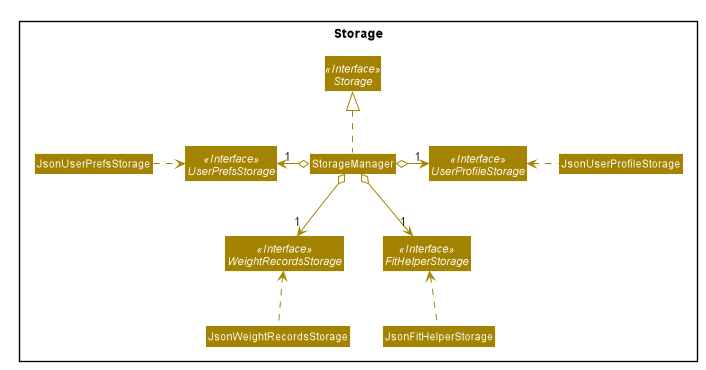 Storage
«Interface»
Storage
JsonUserPrefsStorage
«Interface»
UserPrefsStorage
1
StorageManager
1
«Interface»
UserProfileStorage
JsonUserProfileStorage
1
1
«Interface»
WeightRecordsStorage
«Interface»
FitHelperStorage
JsonWeightRecordsStorage
JsonFitHelperStorage